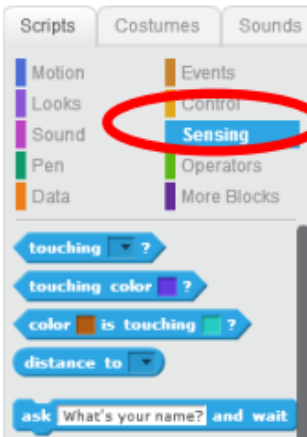 Scripts Costumes Sounds
Motion Events
Looks Control
Sound Sensing
Pen Operators
Data More Blocks
touching ?
touching color ?
color is touching ?
distance to
ask What's your name? and wait